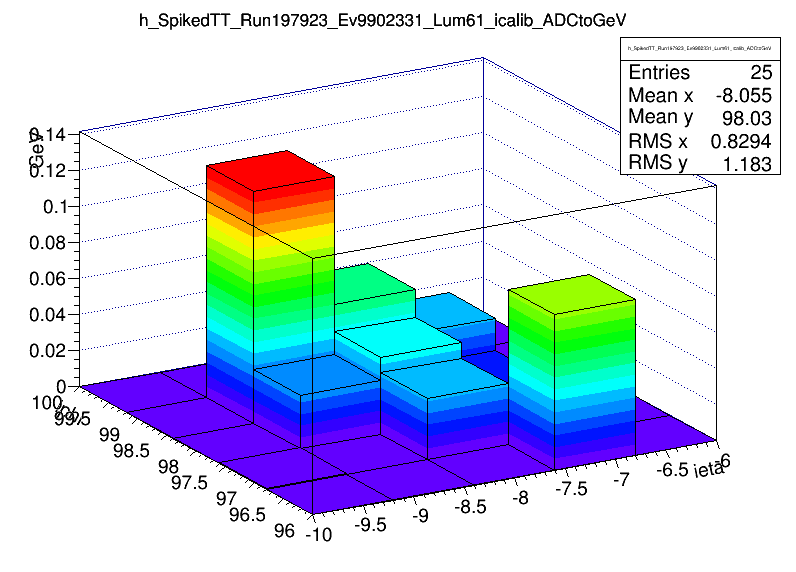 h_SpikedTT_Run197923_Ev9902331_Lum61_icalib_ADCtoGeV
h_SpikedTT_Run197923_Ev9902331_Lum61_icalib_ADCtoGeV
Entries 25
Mean x -8.055
Mean y 98.03
RMS x 0.8294
RMS y 1.183
GeV
0.14
0.12
0.1
0.08
0.06
0.04
0.02
0
100
99.5
99
98.5
98
97.5
97
96.5
96
-10
-9.5
-9
-8.5
-8
-7.5
-7
-6.5
-6
ieta